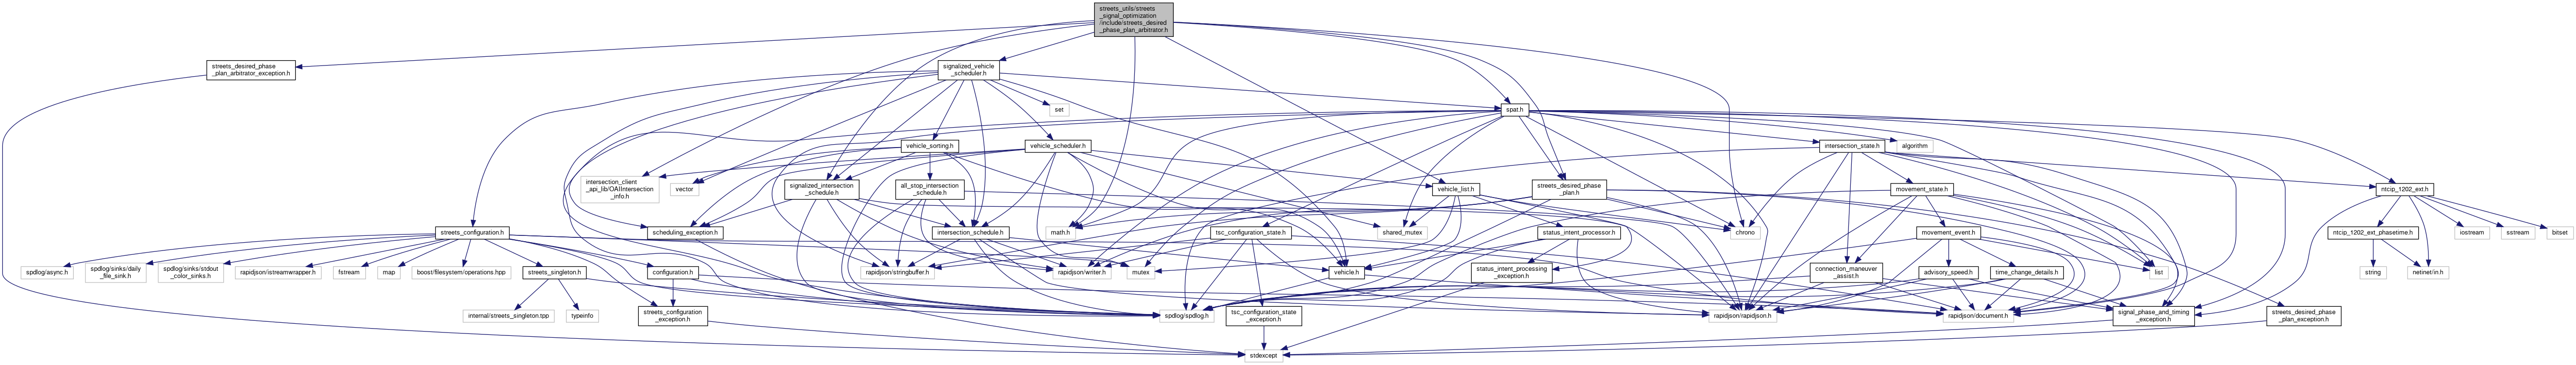 streets_utils/streets
_signal_optimization
/include/streets_desired
_phase_plan_arbitrator.h
streets_desired_phase
_plan_arbitrator_exception.h
signalized_vehicle
_scheduler.h
set
spat.h
vehicle_sorting.h
vehicle_scheduler.h
intersection_state.h
algorithm
intersection_client
_api_lib/OAIIntersection
_info.h
vector
signalized_intersection
_schedule.h
all_stop_intersection
_schedule.h
vehicle_list.h
streets_desired_phase
_plan.h
movement_state.h
ntcip_1202_ext.h
streets_configuration.h
scheduling_exception.h
intersection_schedule.h
math.h
tsc_configuration_state.h
shared_mutex
status_intent_processor.h
chrono
movement_event.h
ntcip_1202_ext_phasetime.h
iostream
sstream
bitset
spdlog/async.h
spdlog/sinks/daily
_file_sink.h
spdlog/sinks/stdout
_color_sinks.h
rapidjson/istreamwrapper.h
fstream
map
boost/filesystem/operations.hpp
streets_singleton.h
configuration.h
rapidjson/stringbuffer.h
rapidjson/writer.h
mutex
vehicle.h
status_intent_processing
_exception.h
connection_maneuver
_assist.h
advisory_speed.h
time_change_details.h
list
string
netinet/in.h
internal/streets_singleton.tpp
typeinfo
streets_configuration
_exception.h
spdlog/spdlog.h
tsc_configuration_state
_exception.h
rapidjson/rapidjson.h
rapidjson/document.h
signal_phase_and_timing
_exception.h
streets_desired_phase
_plan_exception.h
stdexcept